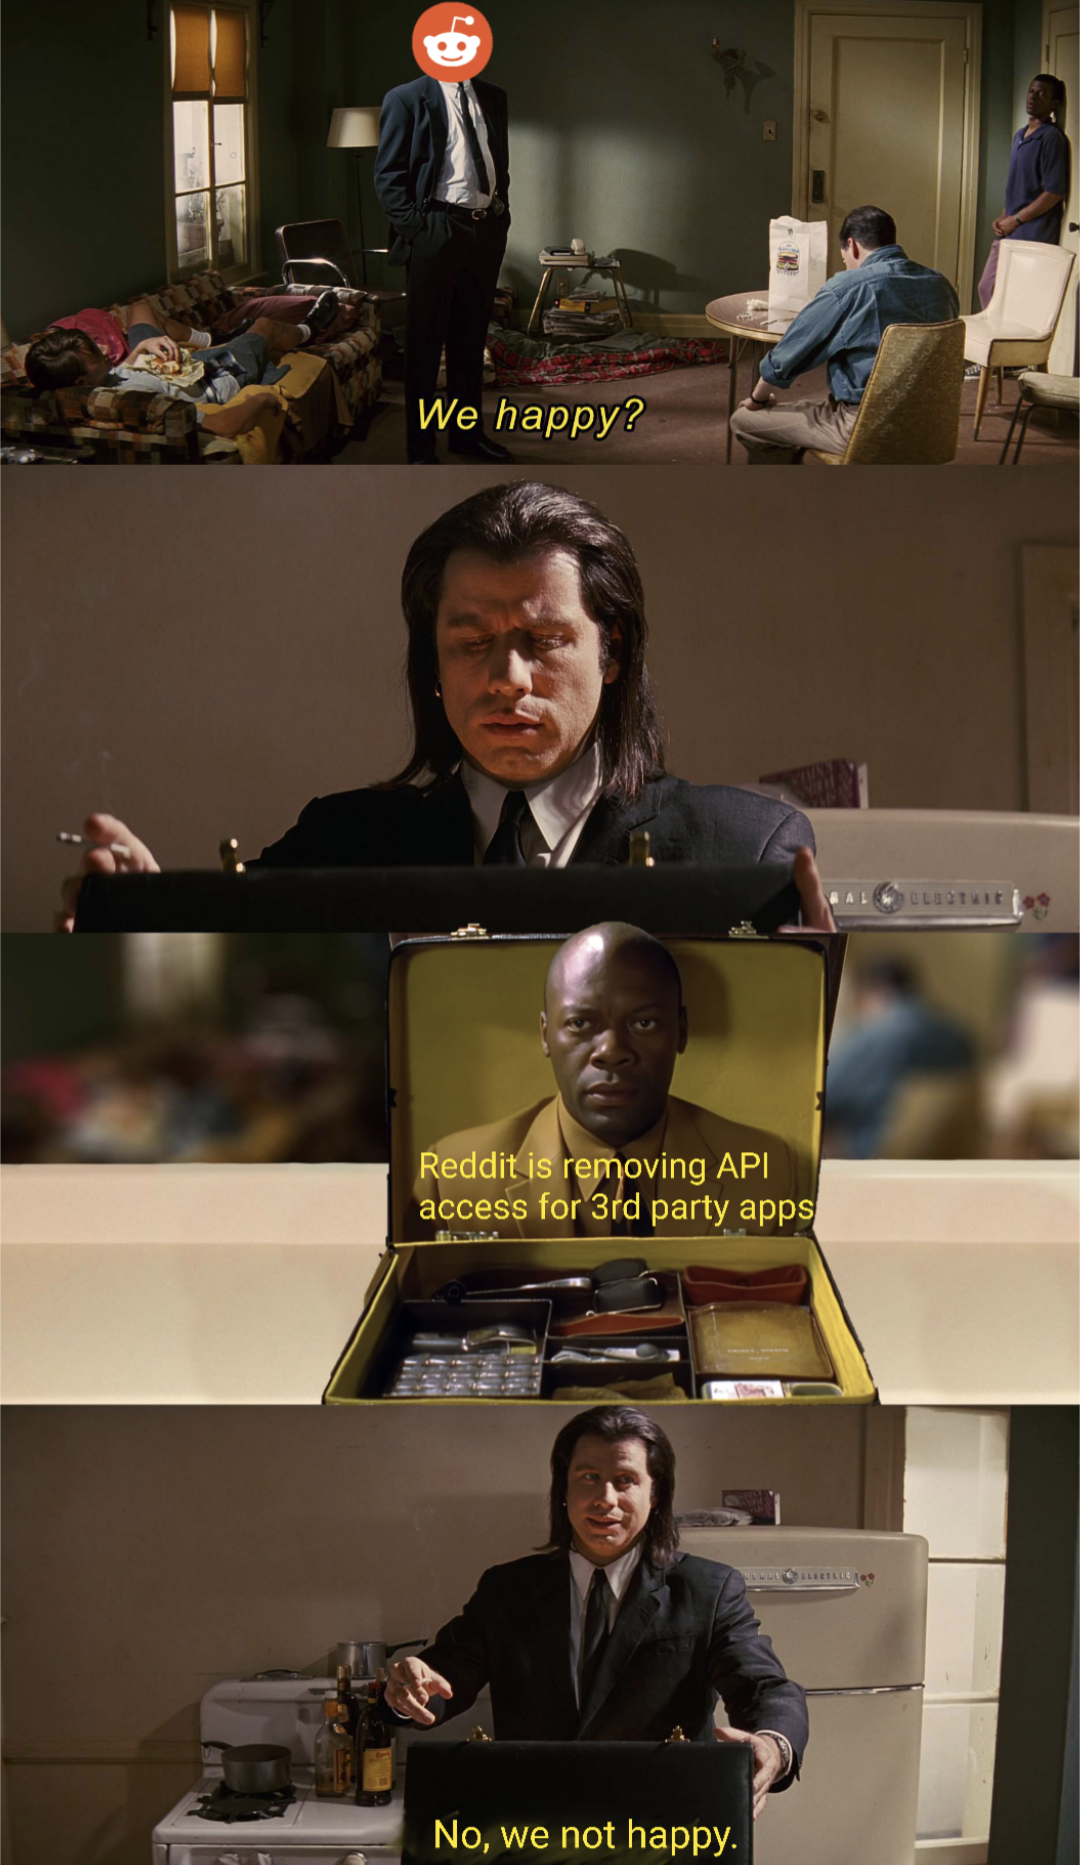 We happy?
Reddit is removing API
access for 3rd party apps
No, we not happy.